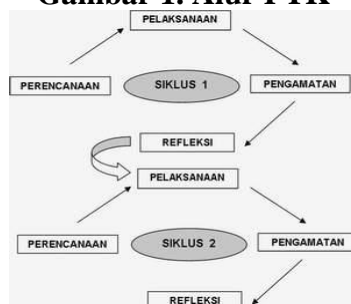 Gambar 1. Alur PTK
PELAKSANAAN
PERENCANAAN
SIKLUS 1
PENGAMATAN
REFLEKSI
PELAKSANAAN
PERENCANAAN
SIKLUS 2
PENGAMATAN
REFLEKSI